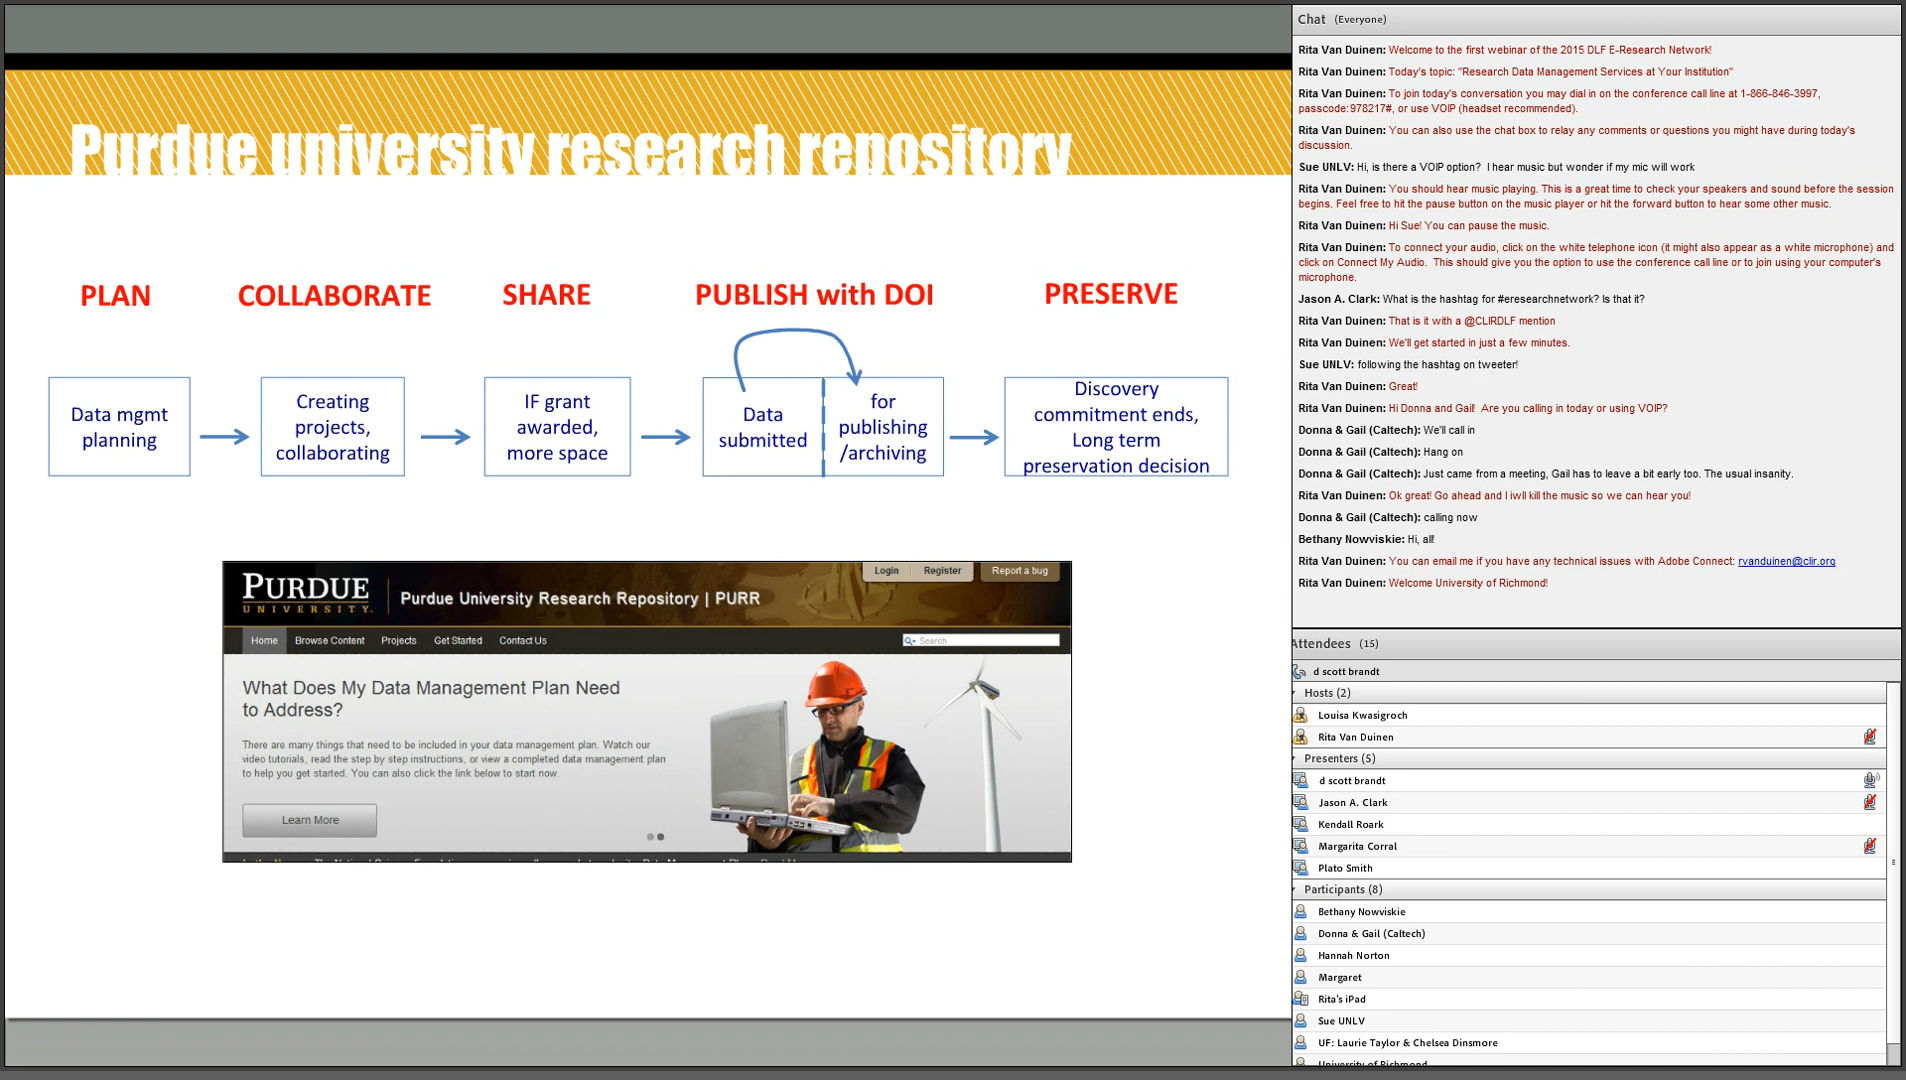 Purdue university research repository
PLAN
COLLABORATE
SHARE
PUBLISH with DOI
PRESERVE
Data mgmt
planning
Creating
projects,
collaborating
IF grant
awarded,
more space
Data
submitted
for
publishing
/archiving
Discovery
commitment ends,
Long term
preservation decision
Login
Register
Report a bug
PURDUE
UNIVERSITY
Purdue University Research Repository | PURR
Home
Browse Content
Projects
Get Started
Contact Us
Search
What Does My Data Management Plan Need
to Address?
There are many things that need to be included in your data management plan. Watch our
video tutorials, read the step by step instructions, or view a completed data management plan
to help you get started. You can also click the link below to start now.
Learn More
Chat (Everyone)
Rita Van Duinen: Welcome to the first webinar of the 2015 DLF E-Research Network!
Rita Van Duinen: Today's topic: "Research Data Management Services at Your Institution"
Rita Van Duinen: To join today's conversation you may dial in on the conference call line at 1-866-846-3997,
passcode:978217#, or use VOIP (headset recommended).
Rita Van Duinen: You can also use the chat box to relay any comments or questions you might have during today's
discussion.
Sue UNLV: Hi, is there a VOIP option? I hear music but wonder if my mic will work
Rita Van Duinen: You should hear music playing. This is a great time to check your speakers and sound before the session
begins. Feel free to hit the pause button on the music player or hit the forward button to hear some other music.
Rita Van Duinen: Hi Sue! You can pause the music.
Rita Van Duinen: To connect your audio, click on the white telephone icon (it might also appear as a white microphone) and
click on Connect My Audio. This should give you the option to use the conference call line or to join using your computer's
microphone.
Jason A. Clark: What is the hashtag for #eresearchnetwork? Is that it?
Rita Van Duinen: That is it with a @CLIRDLF mention
Rita Van Duinen: We'll get started in just a few minutes.
Sue UNLV: following the hashtag on tweeter!
Rita Van Duinen: Great!
Rita Van Duinen: Hi Donna and Gail! Are you calling in today or using VOIP?
Donna & Gail (Caltech): We'll call in
Donna & Gail (Caltech): Hang on
Donna & Gail (Caltech): Just came from a meeting, Gail has to leave a bit early too. The usual insanity.
Rita Van Duinen: Ok great! Go ahead and I iwll kill the music so we can hear you!
Donna & Gail (Caltech): calling now
Bethany Nowviskie: Hi, all!
Rita Van Duinen: You can email me if you have any technical issues with Adobe Connect: rvanduinen@clir.org
Rita Van Duinen: Welcome University of Richmond!
Attendees (15)
d scott brandt
Hosts (2)
Louisa Kwasigroch
Rita Van Duinen
Presenters (5)
d scott brandt
Jason A. Clark
Kendall Roark
Margarita Corral
Plato Smith
Participants (8)
Bethany Nowviskie
Donna & Gail (Caltech)
Hannah Norton
Margaret
Rita's iPad
Sue UNLV
UF: Laurie Taylor & Chelsea Dinsmore
University of Richmond